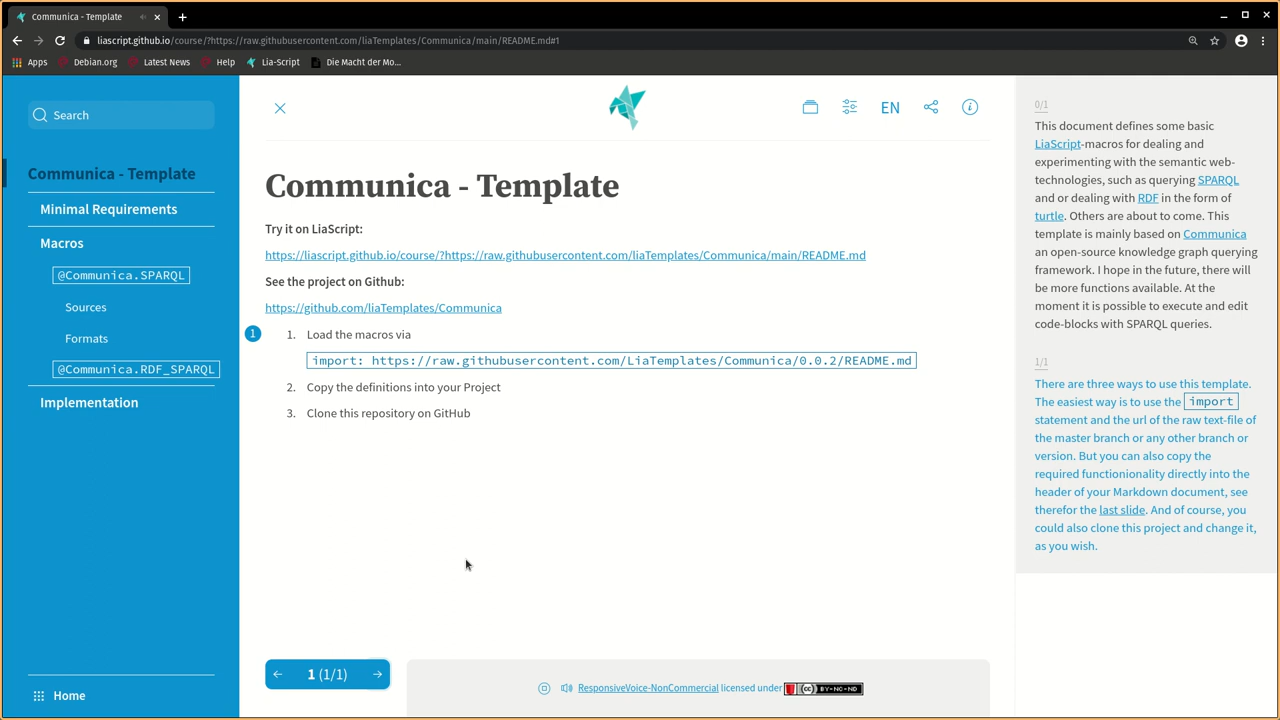 Communica - Template
liascript.github.io/course/?https://raw.githubusercontent.com/liaTemplates/Communica/main/README.md#1
Apps
Debian.org
Latest News
Help
Lia-Script
Die Macht der Mo...
Search
Communica - Template
Minimal Requirements
Macros
@Communica.SPARQL
Sources
Formats
@Communica.RDF_SPARQL
Implementation
Home
EN
Communica - Template
Try it on LiaScript:
https://liascript.github.io/course/?https://raw.githubusercontent.com/liaTemplates/Communica/main/README.md
See the project on Github:
https://github.com/liaTemplates/Communica
1
1. Load the macros via
import: https://raw.githubusercontent.com/LiaTemplates/Communica/0.0.2/README.md
2. Copy the definitions into your Project
3. Clone this repository on GitHub
1 (1/1)
ResponsiveVoice-NonCommercial licensed under
cc BY-NC-ND
0/1
This document defines some basic
LiaScript-macros for dealing and
experimenting with the semantic web-
technologies, such as querying SPARQL
and or dealing with RDF in the form of
turtle. Others are about to come. This
template is mainly based on Communica
an open-source knowledge graph querying
framework. I hope in the future, there will
be more functions available. At the
moment it is possible to execute and edit
code-blocks with SPARQL queries.
1/1
There are three ways to use this template.
The easiest way is to use the import
statement and the url of the raw text-file of
the master branch or any other branch or
version. But you can also copy the
required functionionality directly into the
header of your Markdown document, see
therefor the last slide. And of course, you
could also clone this project and change it,
as you wish.